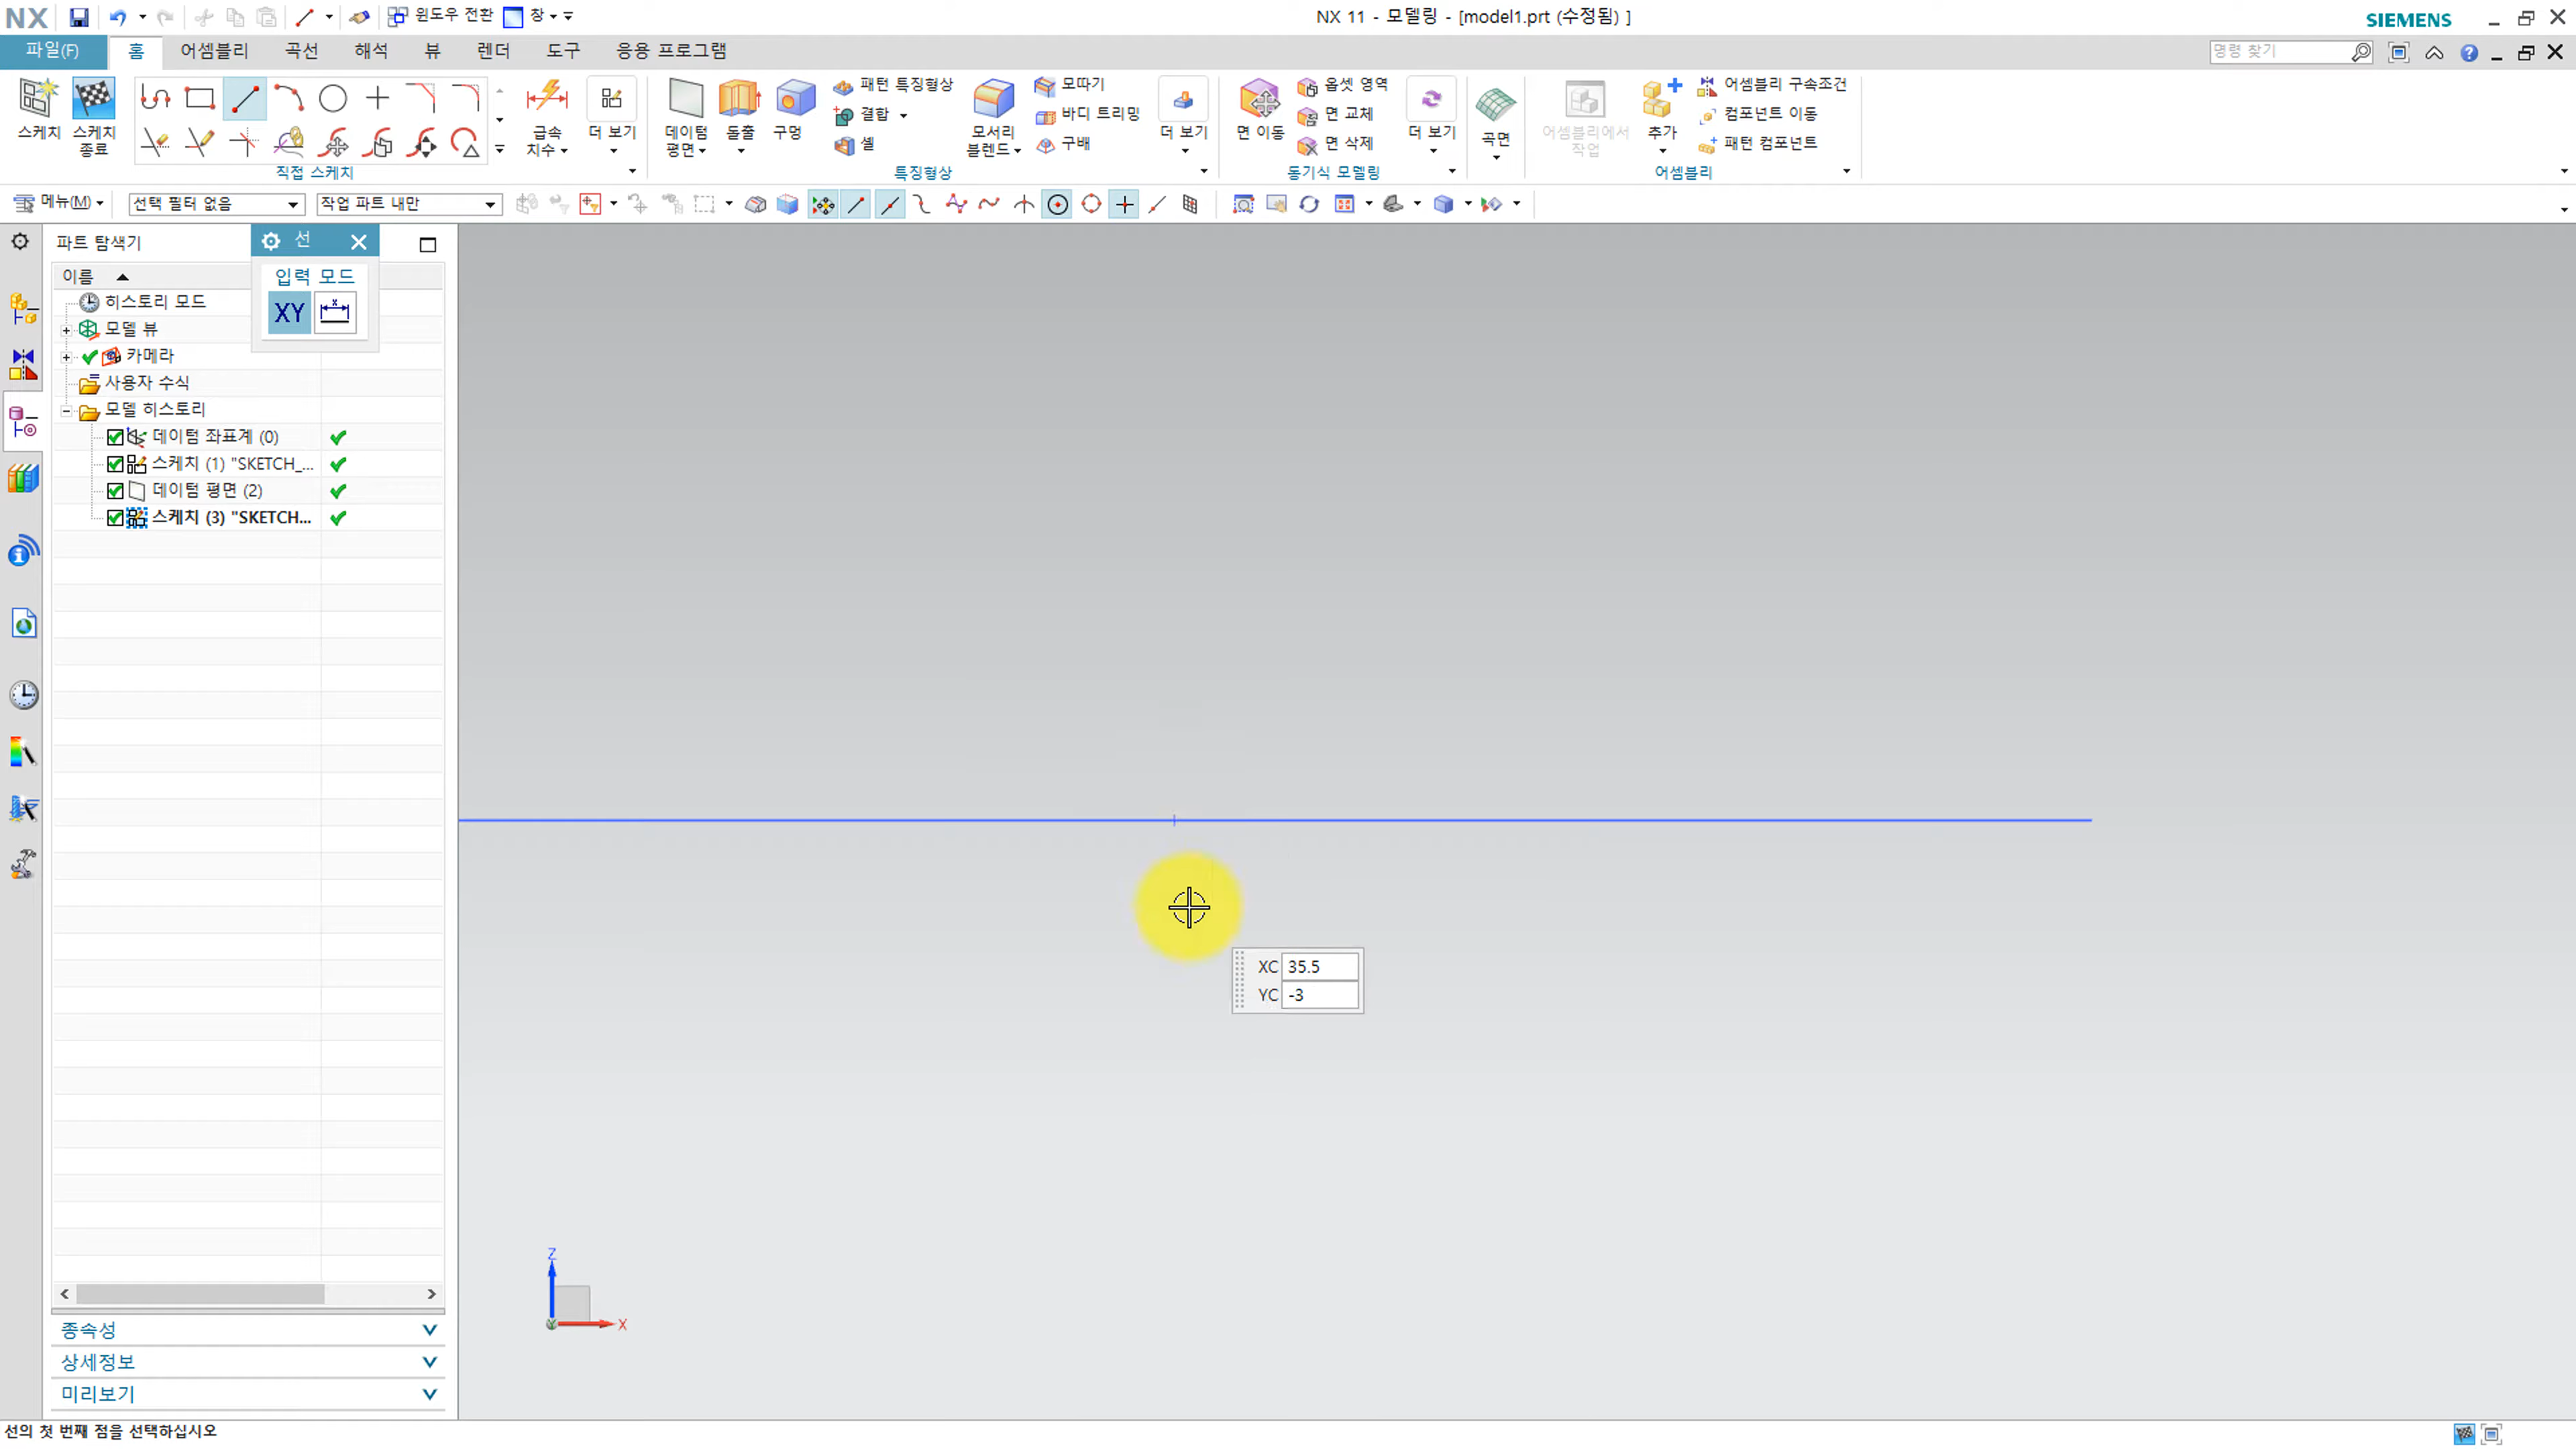 NX 윈도우 전환 창 NX 11 - 모델링 - [model1.prt (수정됨) ] SIEMENS
파일(F) 홈 어셈블리 곡선 해석 뷰 렌더 도구 응용 프로그램 명령 찾기
스케치 스케치 종료 급속 치수 더 보기 데이텀 평면 돌출 구멍 패턴 특징형상 결합 셸 모서리 블렌드 모따기 바디 트리밍 구배 더 보기 면 이동 옵셋 영역 면 교체 면 삭제 더 보기 곡면 어셈블리에서 작업 추가 어셈블리 구속조건 컴포넌트 이동 패턴 컴포넌트
직접 스케치 특징형상 동기식 모델링 어셈블리
메뉴(M) 선택 필터 없음 작업 파트 내만
파트 탐색기 선
이름 입력 모드
히스토리 모드 XY
모델 뷰
카메라
사용자 수식
모델 히스토리
데이텀 좌표계 (0)
스케치 (1) "SKETCH_...
데이텀 평면 (2)
스케치 (3) "SKETCH...
XC 35.5
YC -3
Z
Y X
종속성
상세정보
미리보기
선의 첫 번째 점을 선택하십시오